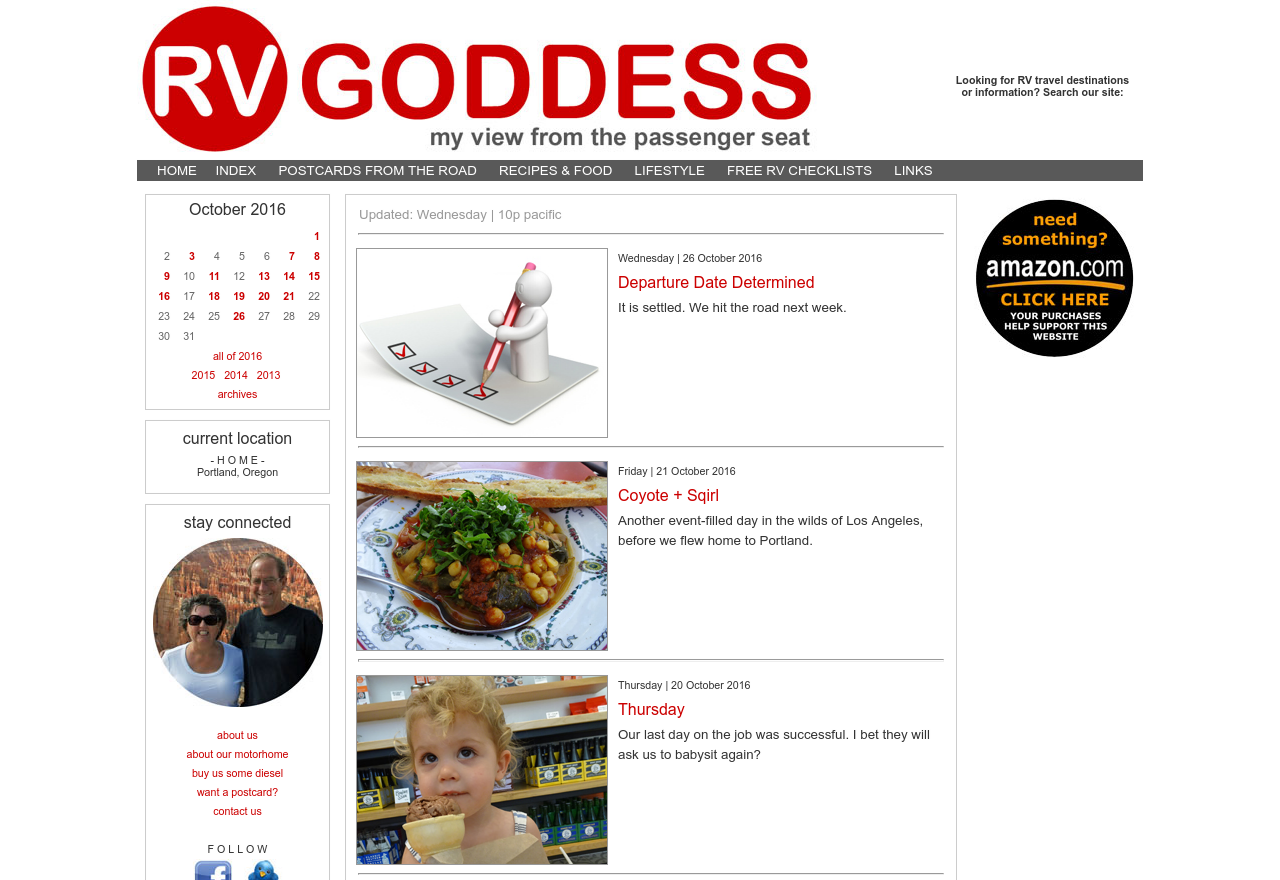 RV GODDESS
my view from the passenger seat
Looking for RV travel destinations
or information? Search our site:
HOME INDEX POSTCARDS FROM THE ROAD RECIPES & FOOD LIFESTYLE FREE RV CHECKLISTS LINKS
October 2016
1
2 3 4 5 6 7 8
9 10 11 12 13 14 15
16 17 18 19 20 21 22
23 24 25 26 27 28 29
30 31
all of 2016
2015 2014 2013
archives
current location
- H O M E -
Portland, Oregon
stay connected
about us
about our motorhome
buy us some diesel
want a postcard?
contact us
F O L L O W
Updated: Wednesday | 10p pacific
Wednesday | 26 October 2016
Departure Date Determined
It is settled. We hit the road next week.
Friday | 21 October 2016
Coyote + Sqirl
Another event-filled day in the wilds of Los Angeles,
before we flew home to Portland.
Thursday | 20 October 2016
Thursday
Our last day on the job was successful. I bet they will
ask us to babysit again?
need
something?
amazon.com
CLICK HERE
YOUR PURCHASES
HELP SUPPORT THIS
WEBSITE